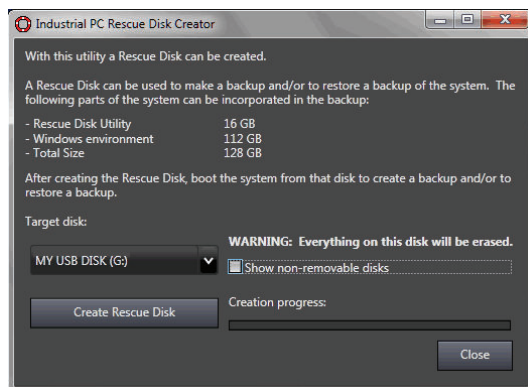 Industrial PC Rescue Disk Creator
With this utility a Rescue Disk can be created.
A Rescue Disk can be used to make a backup and/or to restore a backup of the system. The
following parts of the system can be incorporated in the backup:
- Rescue Disk Utility 16 GB
- Windows environment 112 GB
- Total Size 128 GB
After creating the Rescue Disk, boot the system from that disk to create a backup and/or to
restore a backup.
Target disk:
WARNING: Everything on this disk will be erased.
MY USB DISK (G:)
Show non-removable disks
Create Rescue Disk
Creation progress:
Close